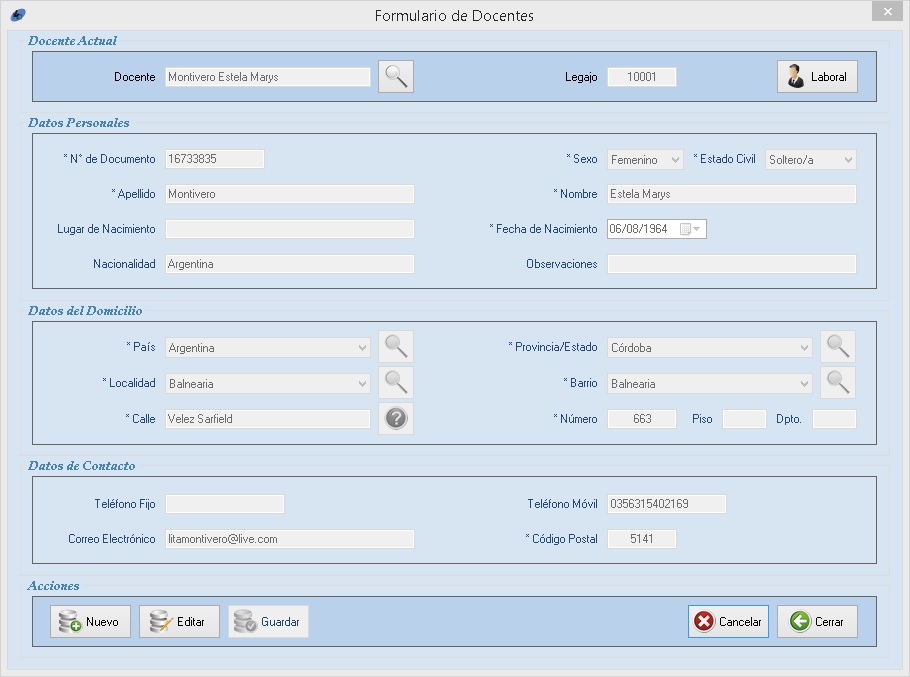 Formulario de Docentes
Docente Actual
Docente Montivero Estela Marys Legajo 10001 Laboral
Datos Personales
* N° de Documento 16733835 * Sexo Femenino * Estado Civil Soltero/a
* Apellido Montivero * Nombre Estela Marys
Lugar de Nacimiento * Fecha de Nacimiento 06/08/1964
Nacionalidad Argentina Observaciones
Datos del Domicilio
* País Argentina * Provincia/Estado Córdoba
* Localidad Balnearia * Barrio Balnearia
* Calle Velez Sarfield ? * Número 663 Piso Dpto.
Datos de Contacto
Teléfono Fijo Teléfono Móvil 0356315402169
Correo Electrónico litamontivero@live.com * Código Postal 5141
Acciones
Nuevo Editar Guardar Cancelar Cerrar